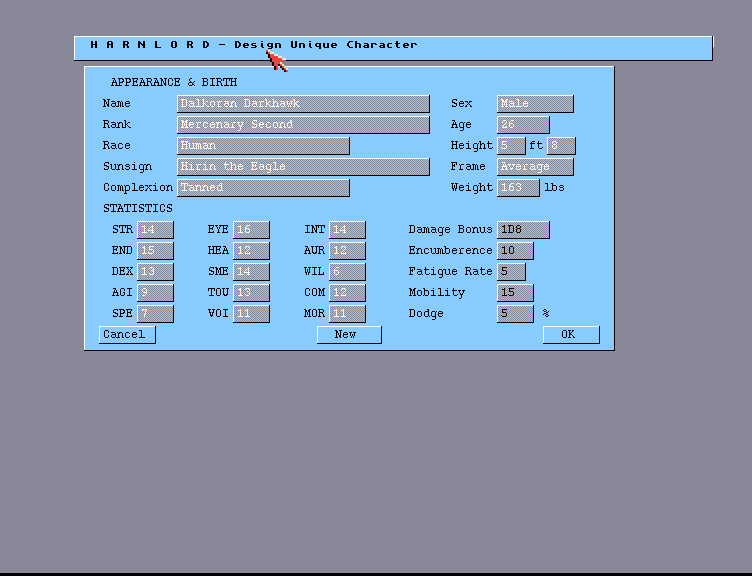 H A R N L O R D - Design Unique Character
APPEARANCE & BIRTH
Name Dalkoran Darkhawk Sex Male
Rank Mercenary Second Age 26
Race Human Height 5 ft 8
Sunsign Hirin the Eagle Frame Average
Complexion Tanned Weight 163 lbs
STATISTICS
STR 14 EYE 16 INT 14 Damage Bonus 1D8
END 15 HEA 12 AUR 12 Encumberence 10
DEX 13 SME 14 WIL 6 Fatigue Rate 5
AGI 9 TOU 13 COM 12 Mobility 15
SPE 7 VOI 11 MOR 11 Dodge 5 %
Cancel New OK